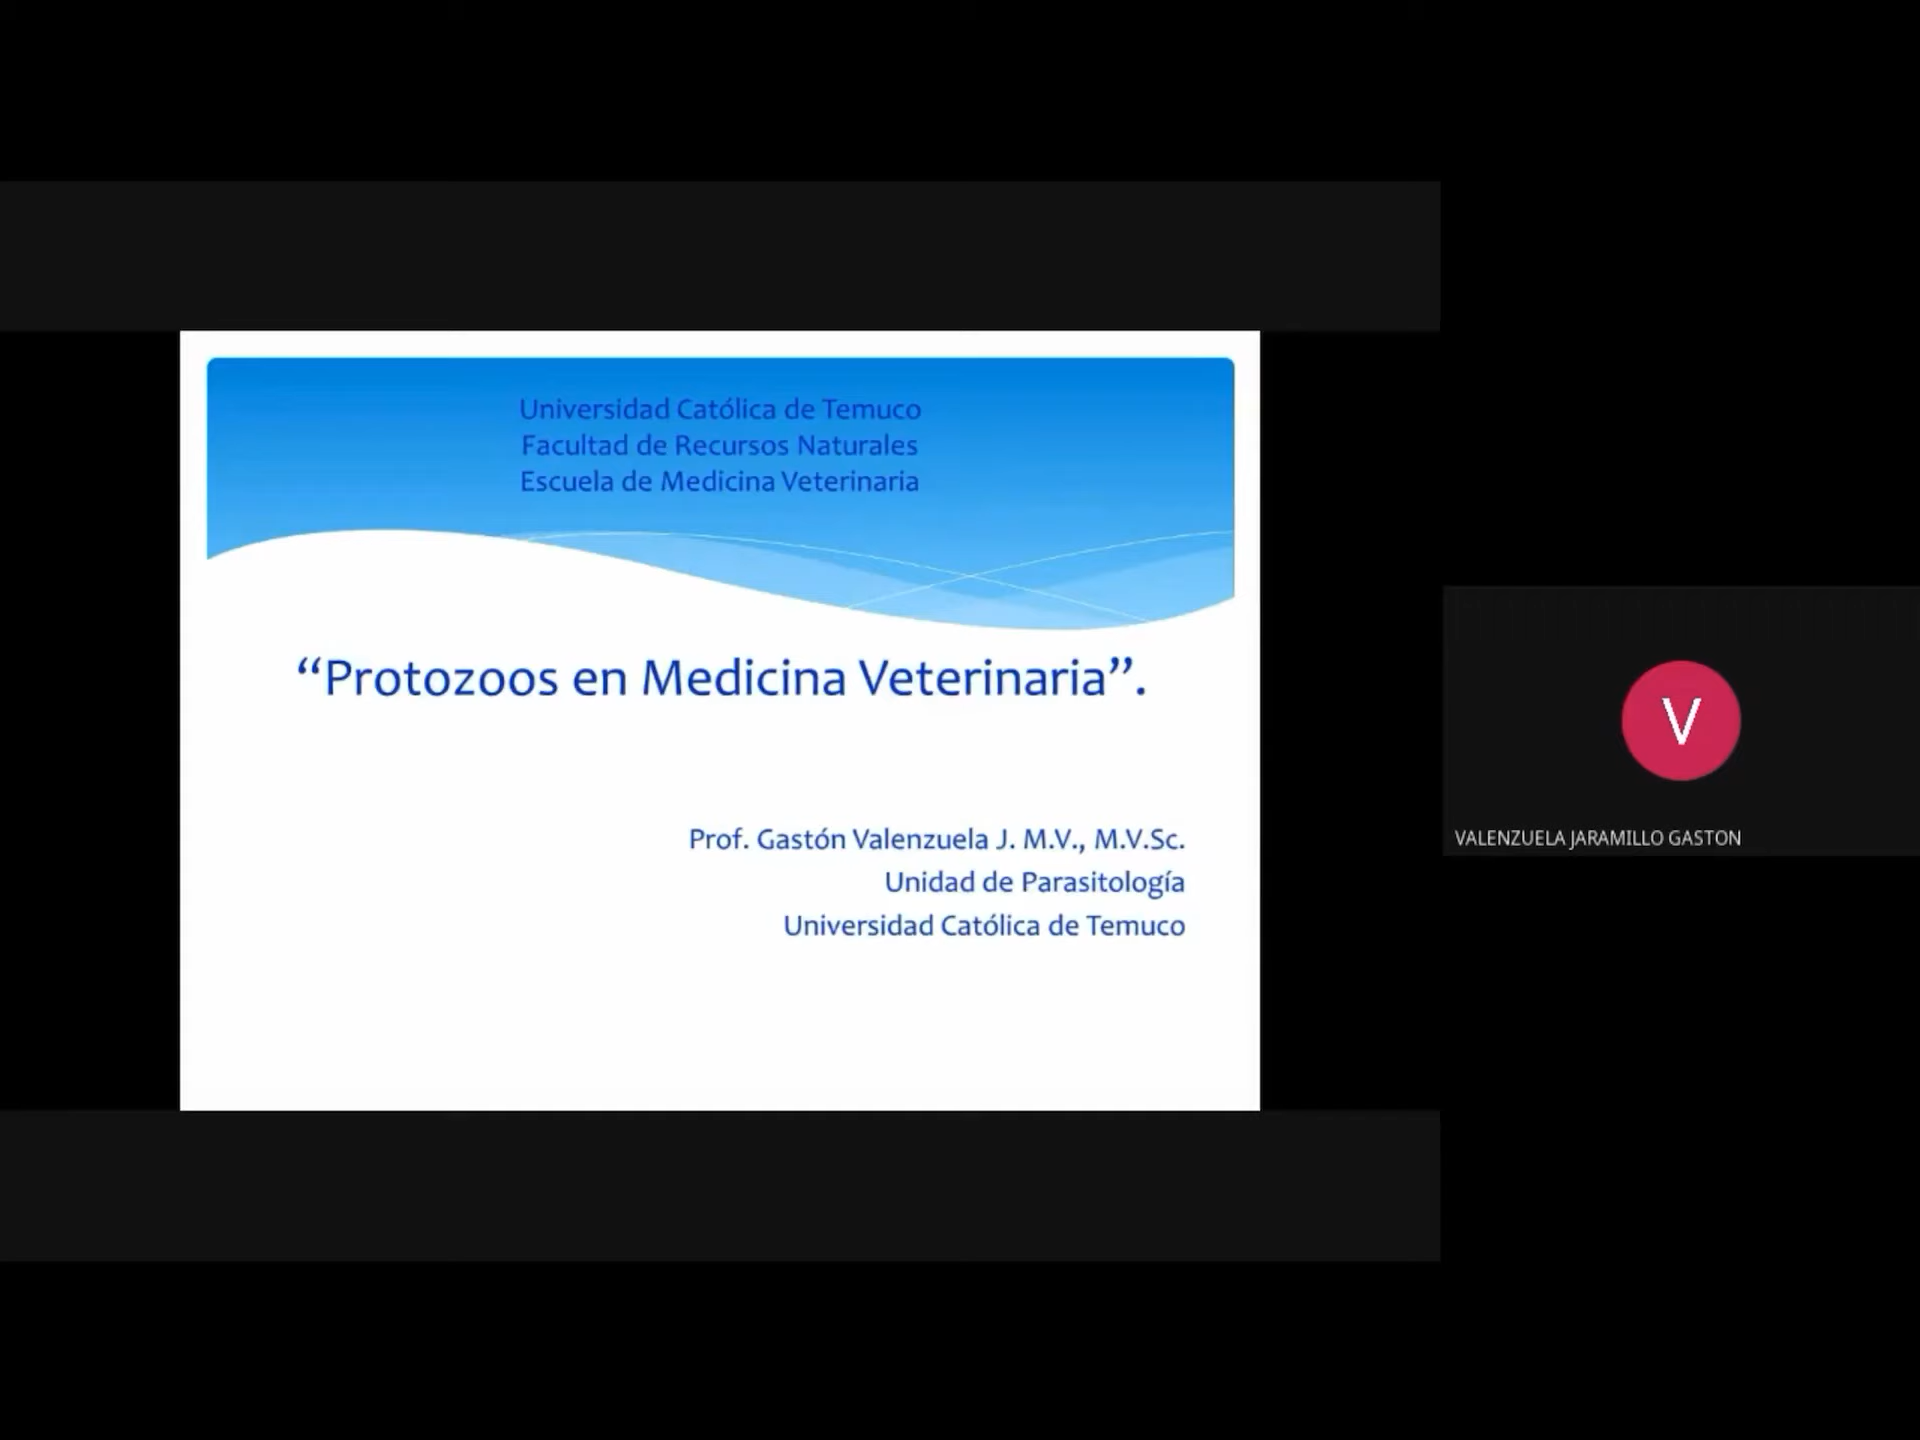 Universidad Católica de Temuco
Facultad de Recursos Naturales
Escuela de Medicina Veterinaria
“Protozoos en Medicina Veterinaria”.
Prof. Gastón Valenzuela J. M.V., M.V.Sc.
Unidad de Parasitología
Universidad Católica de Temuco
V
VALENZUELA JARAMILLO GASTON